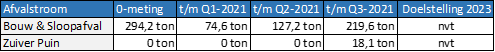 Afvalstroom 0-meting t/m Q1-2021 t/m Q2-2021 t/m Q3-2021 Doelstelling 2023
Bouw & Sloopafval 294,2 ton 74,6 ton 127,2 ton 219,6 ton nvt
Zuiver Puin 0 ton 0 ton 0 ton 18,1 ton nvt